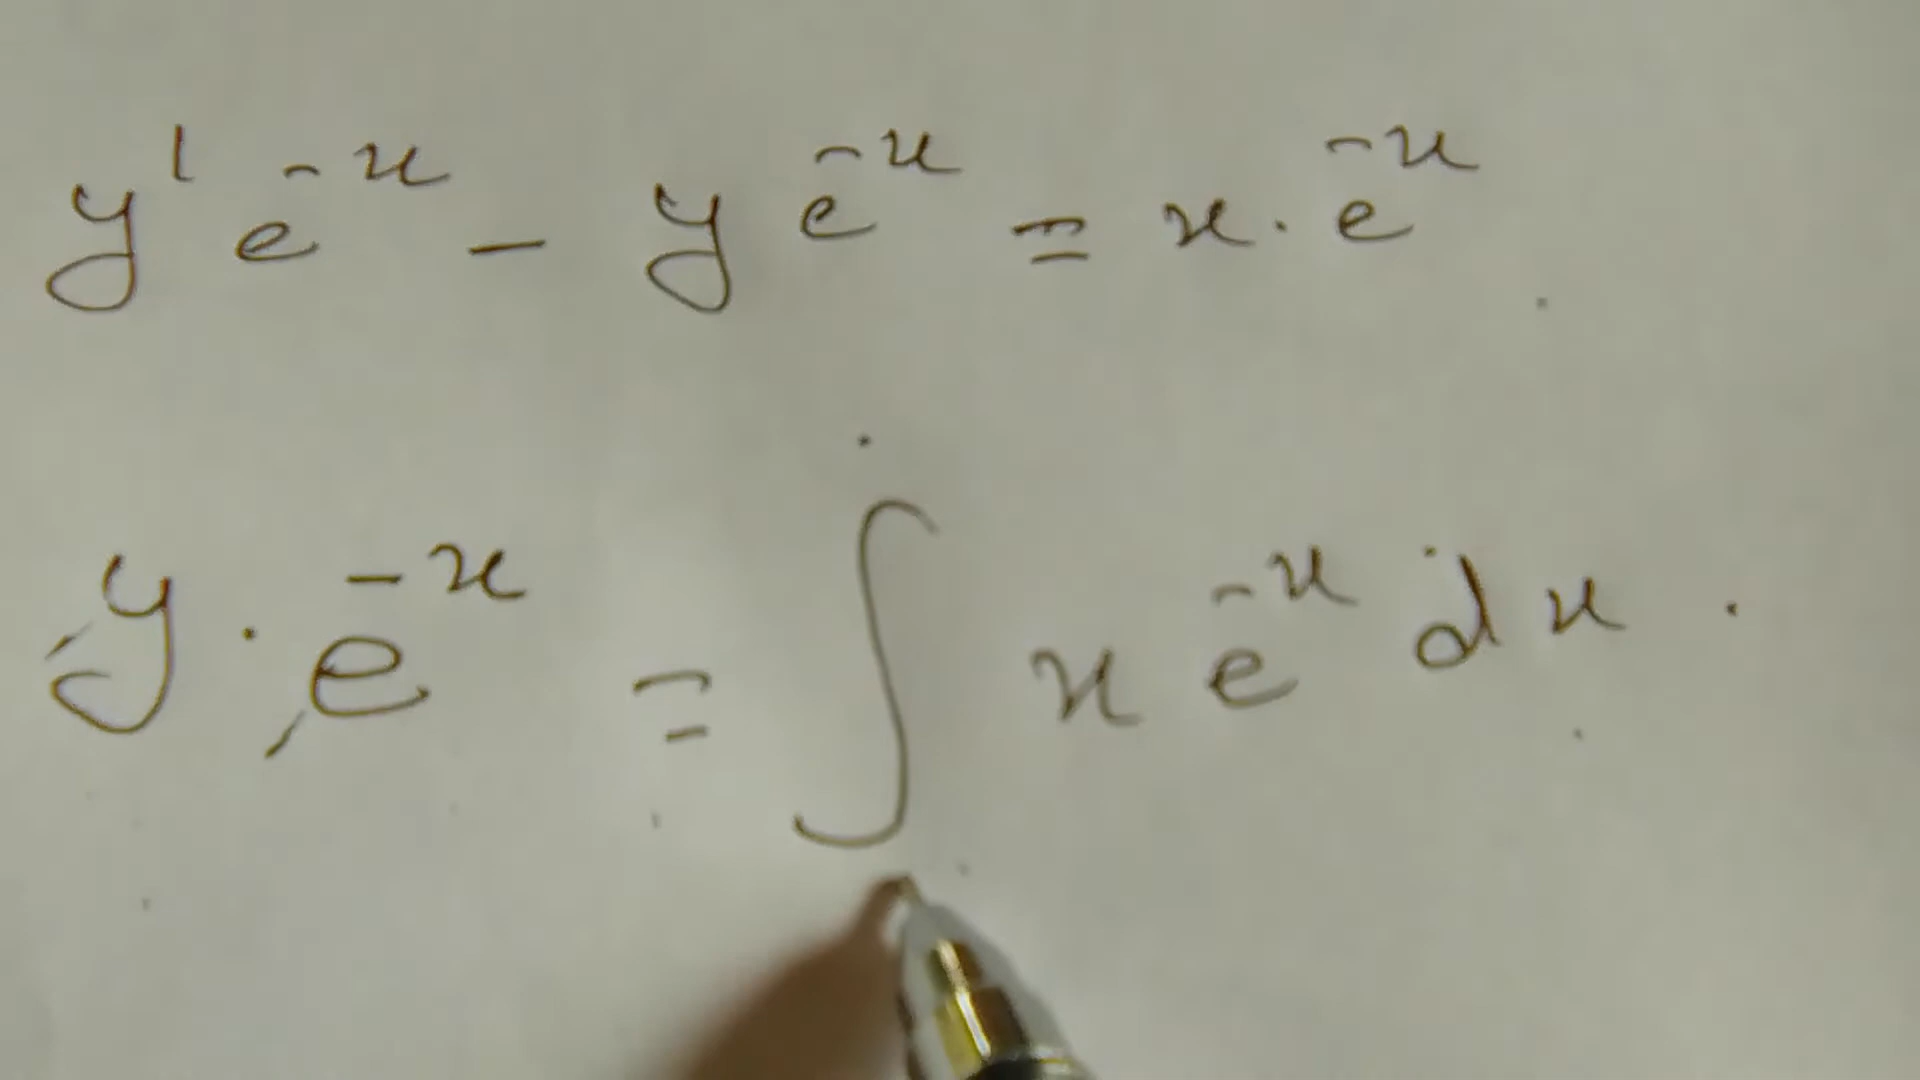 y' e^{-x} - y e^{-x} = x. e^{-x}
y. e^{-x} = ∫ x e^{-x} dx.